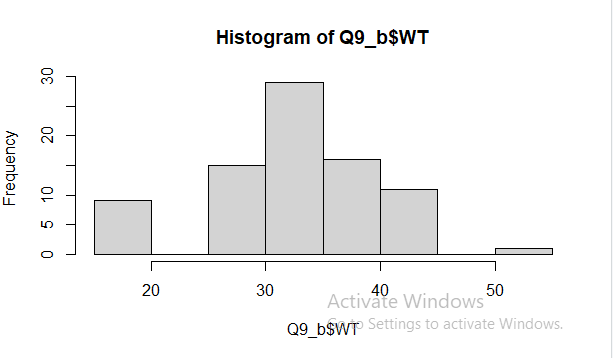 Histogram of Q9_b$WT
Frequency
30
20
10
5
0
20 30 40 50
Q9_b$WT
Activate Windows
Go to Settings to activate Windows.